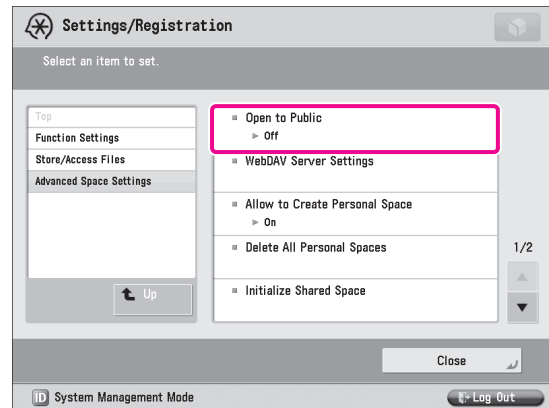 Settings/Registration
Select an item to set.
Top
Function Settings
Store/Access Files
Advanced Space Settings
Up
Open to Public
► Off
WebDAV Server Settings
Allow to Create Personal Space
► On
Delete All Personal Spaces
Initialize Shared Space
1/2
Close
ID System Management Mode
Log Out